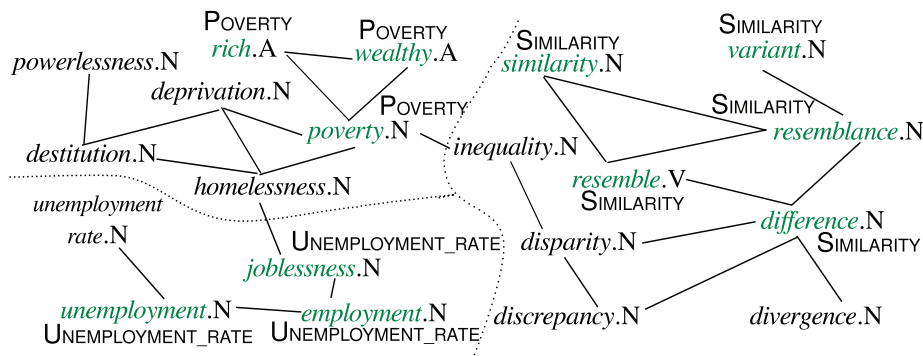 POVERTY
rich.A
POVERTY
wealthy.A
powerlessness.N
deprivation.N
POVERTY
poverty.N
destitution.N
homelessness.N
SIMILARITY
similarity.N
SIMILARITY
variant.N
SIMILARITY
resemblance.N
inequality.N
resemble.V
SIMILARITY
difference.N
SIMILARITY
disparity.N
discrepancy.N
divergence.N
unemployment
rate.N
UNEMPLOYMENT_RATE
joblessness.N
unemployment.N
UNEMPLOYMENT_RATE
employment.N
UNEMPLOYMENT_RATE